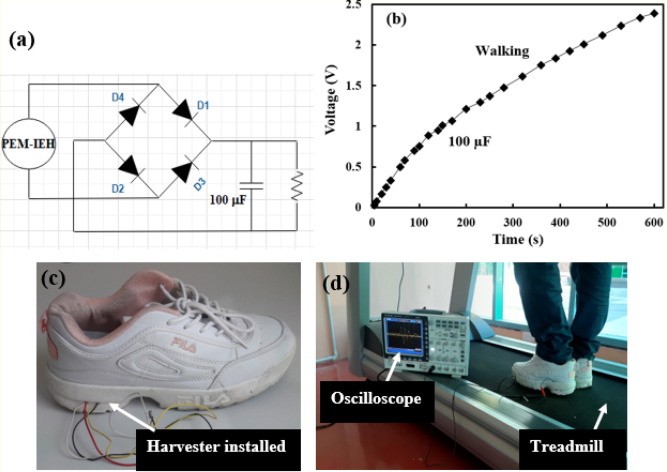 (a)
D4
D1
PEM-IEH
D2
D3
100 µF
(b)
2.5
2
1.5
1
0.5
0
Voltage (V)
Walking
100 µF
0
100
200
300
400
500
600
Time (s)
(c)
FILA
FILA
Harvester installed
(d)
Oscilloscope
Treadmill